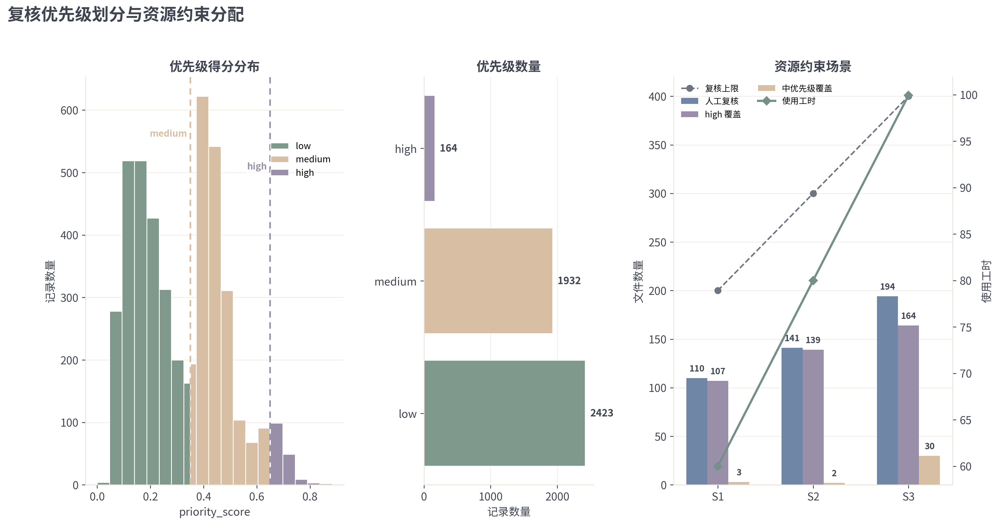 复核优先级划分与资源约束分配
优先级得分分布
600
500
400
300
200
100
0
记录数量
medium
high
low
medium
high
0.0
0.2
0.4
0.6
0.8
priority_score
优先级数量
high
medium
low
164
1932
2423
0
1000
2000
记录数量
资源约束场景
复核上限
人工复核
high 覆盖
中优先级覆盖
使用工时
400
350
300
250
200
150
100
50
0
文件数量
110
107
3
141
139
2
194
164
30
S1
S2
S3
100
95
90
85
80
75
70
65
60
使用工时